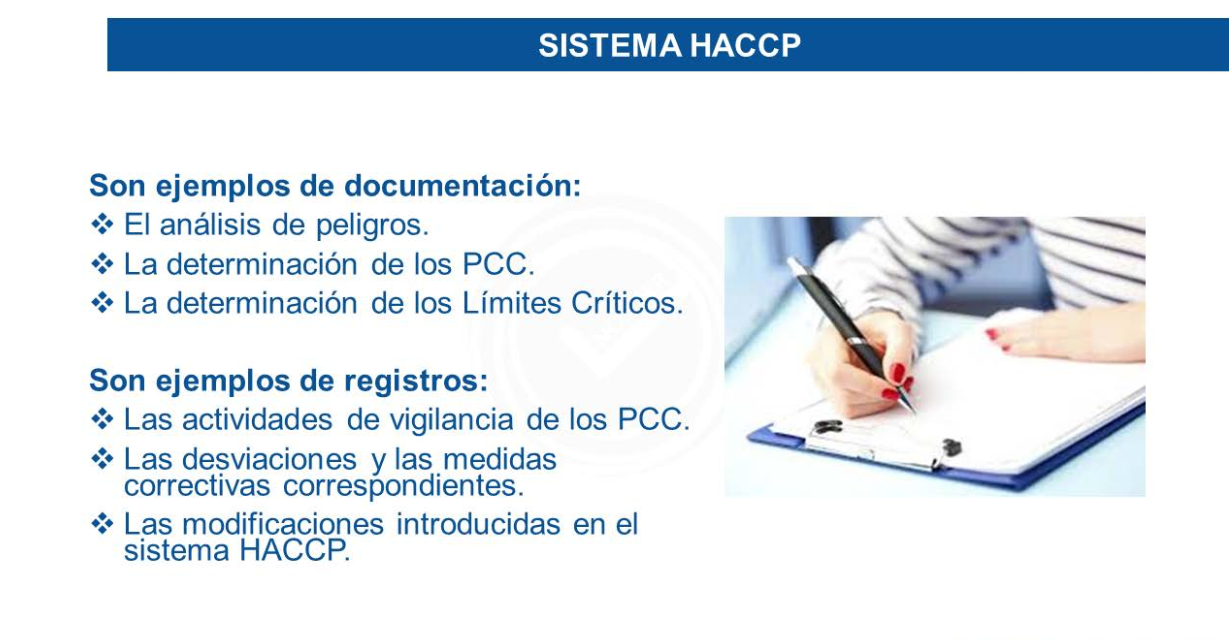 SISTEMA HACCP
Son ejemplos de documentación:
❖ El análisis de peligros.
❖ La determinación de los PCC.
❖ La determinación de los Límites Críticos.
Son ejemplos de registros:
❖ Las actividades de vigilancia de los PCC.
❖ Las desviaciones y las medidas
correctivas correspondientes.
❖ Las modificaciones introducidas en el
sistema HACCP.